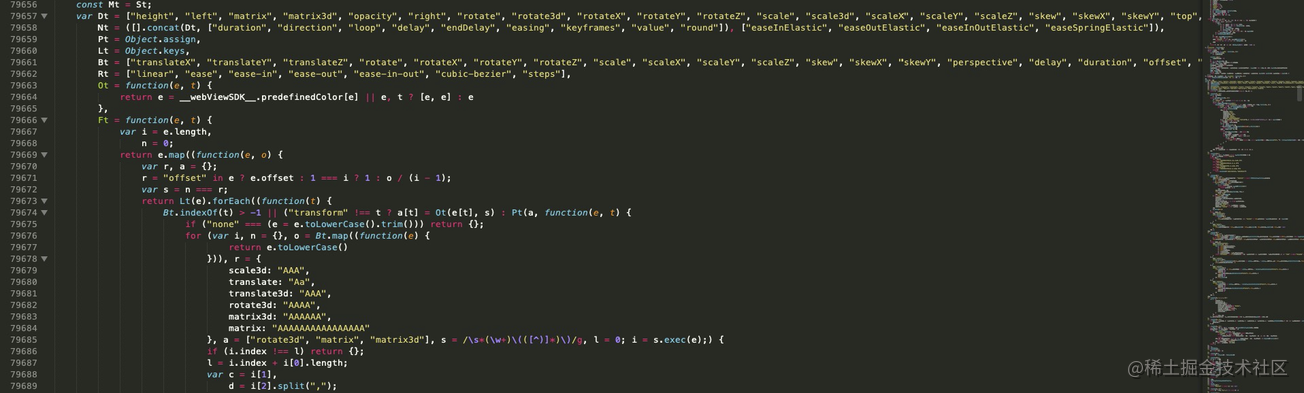 79656 const Mt = St;
79657 var Dt = ["height", "left", "matrix", "matrix3d", "opacity", "right", "rotate", "rotate3d", "rotateX", "rotateY", "rotateZ", "scale", "scale3d", "scaleX", "scaleY", "scaleZ", "skew", "skewX", "skewY", "top",
79658 Nt = ([].concat(Dt, ["duration", "direction", "loop", "delay", "endDelay", "easing", "keyframes", "value", "round"]), ["easeInElastic", "easeOutElastic", "easeInOutElastic", "easeSpringElastic"]),
79659 Pt = Object.assign,
79660 Lt = Object.keys,
79661 Bt = ["translateX", "translateY", "translateZ", "rotate", "rotateX", "rotateY", "rotateZ", "scale", "scaleX", "scaleY", "scaleZ", "skew", "skewX", "skewY", "perspective", "delay", "duration", "offset", "
79662 Rt = ["linear", "ease", "ease-in", "ease-out", "ease-in-out", "cubic-bezier", "steps"],
79663 Ot = function(e, t) {
79664 return e = __webViewSDK__.predefinedColor[e] || e, t ? [e, e] : e
79665 },
79666 Ft = function(e, t) {
79667 var i = e.length,
79668 n = 0;
79669 return e.map((function(e, o) {
79670 var r, a = {};
79671 r = "offset" in e ? e.offset : 1 === i ? 1 : o / (i - 1);
79672 var s = n === r;
79673 return Lt(e).forEach((function(t) {
79674 Bt.indexOf(t) > -1 || ("transform" !== t ? a[t] = Ot(e[t], s) : Pt(a, function(e, t) {
79675 if ("none" === (e = e.toLowerCase().trim())) return {};
79676 for (var i, n = {}, o = Bt.map((function(e) {
79677 return e.toLowerCase()
79678 })), r = {
79679 scale3d: "AAA",
79680 translate: "Aa",
79681 translate3d: "AAA",
79682 rotate3d: "AAAA",
79683 matrix3d: "AAAAAA",
79684 matrix: "AAAAAAAAAAAAAAAA"
79685 }, a = ["rotate3d", "matrix", "matrix3d"], s = /\s*(\w+)\(([^)]*)\)/g, l = 0; i = s.exec(e);) {
79686 if (i.index !== l) return {};
79687 l = i.index + i[0].length;
79688 var c = i[1],
79689 d = i[2].split(",");
@稀土掘金技术社区